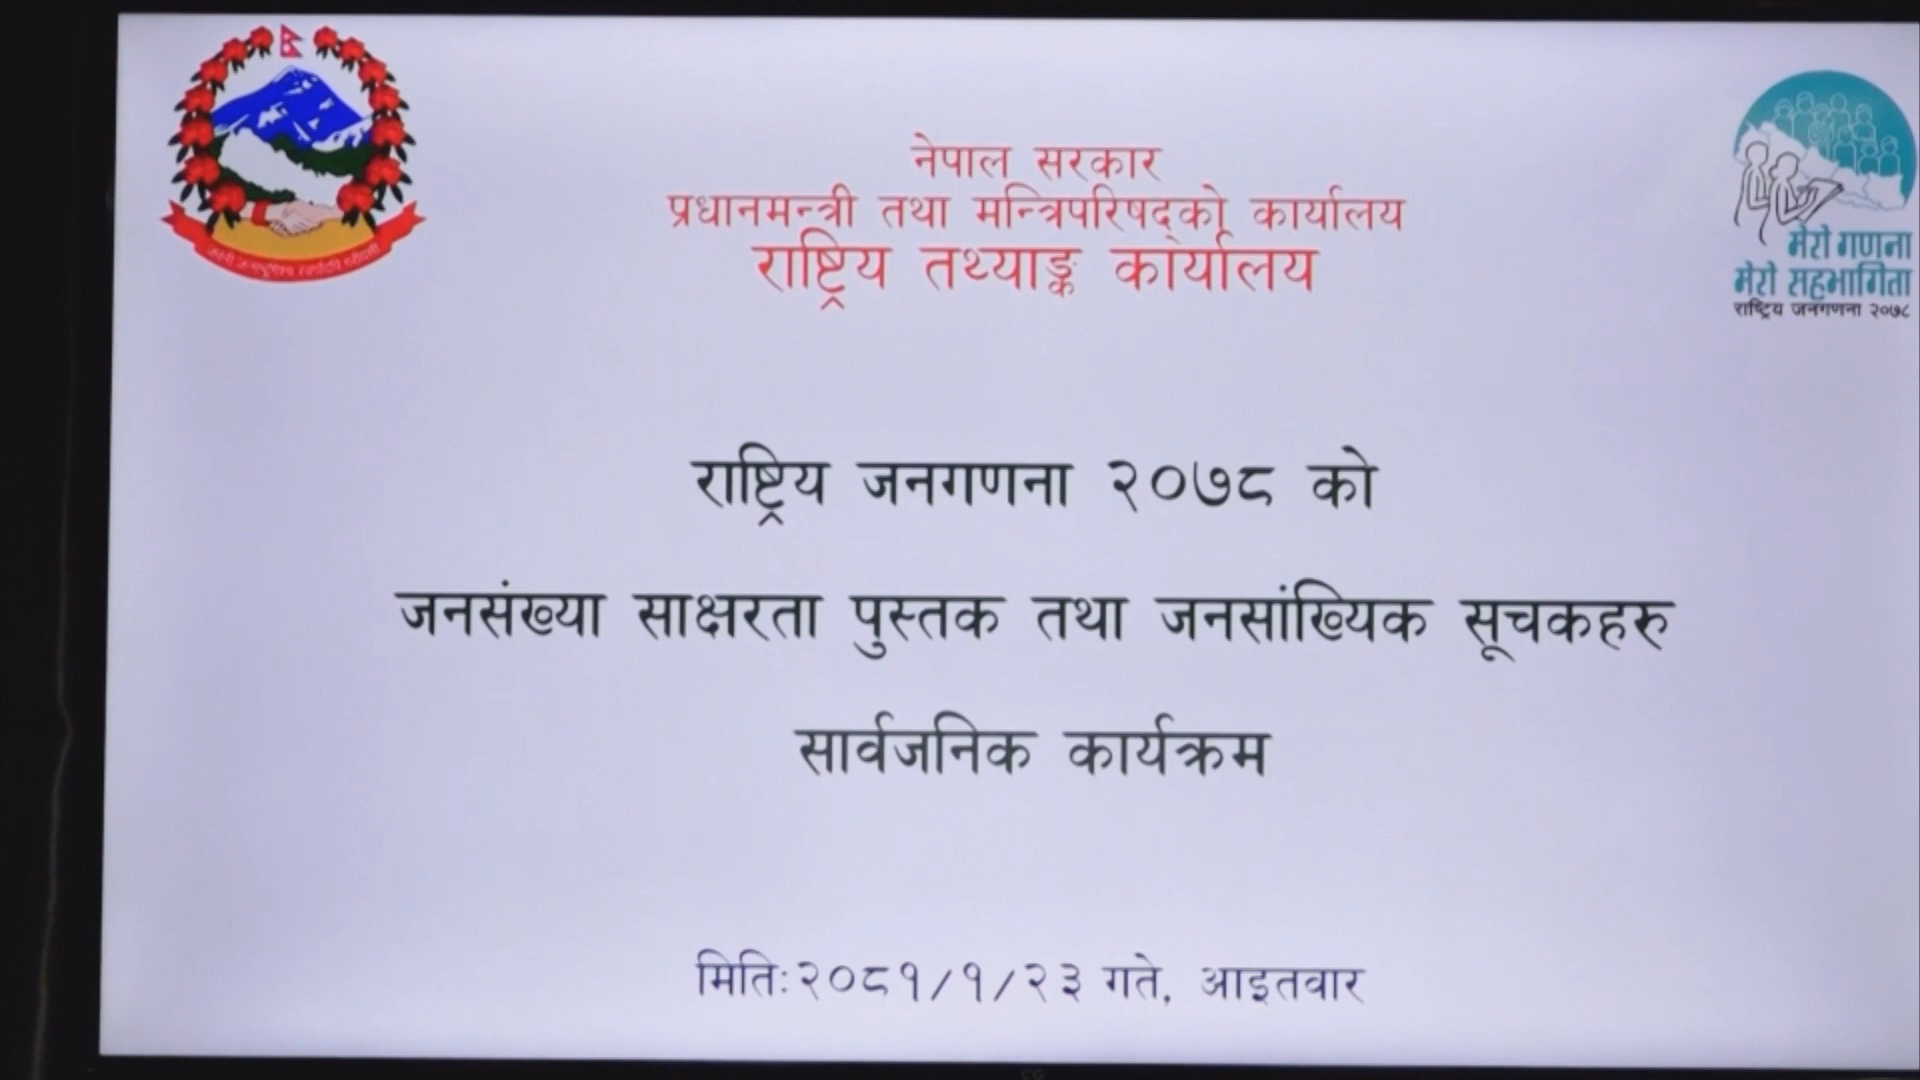 नेपाल सरकार
प्रधानमन्त्री तथा मन्त्रिपरिषद्को कार्यालय
राष्ट्रिय तथ्याङ्क कार्यालय
मेरो गणना
मेरो सहभागिता
राष्ट्रिय जनगणना २०७८
राष्ट्रिय जनगणना २०७८ को
जनसंख्या साक्षरता पुस्तक तथा जनसांख्यिक सूचकहरु
सार्वजनिक कार्यक्रम
मितिः२०८१/१/२३ गते, आइतवार